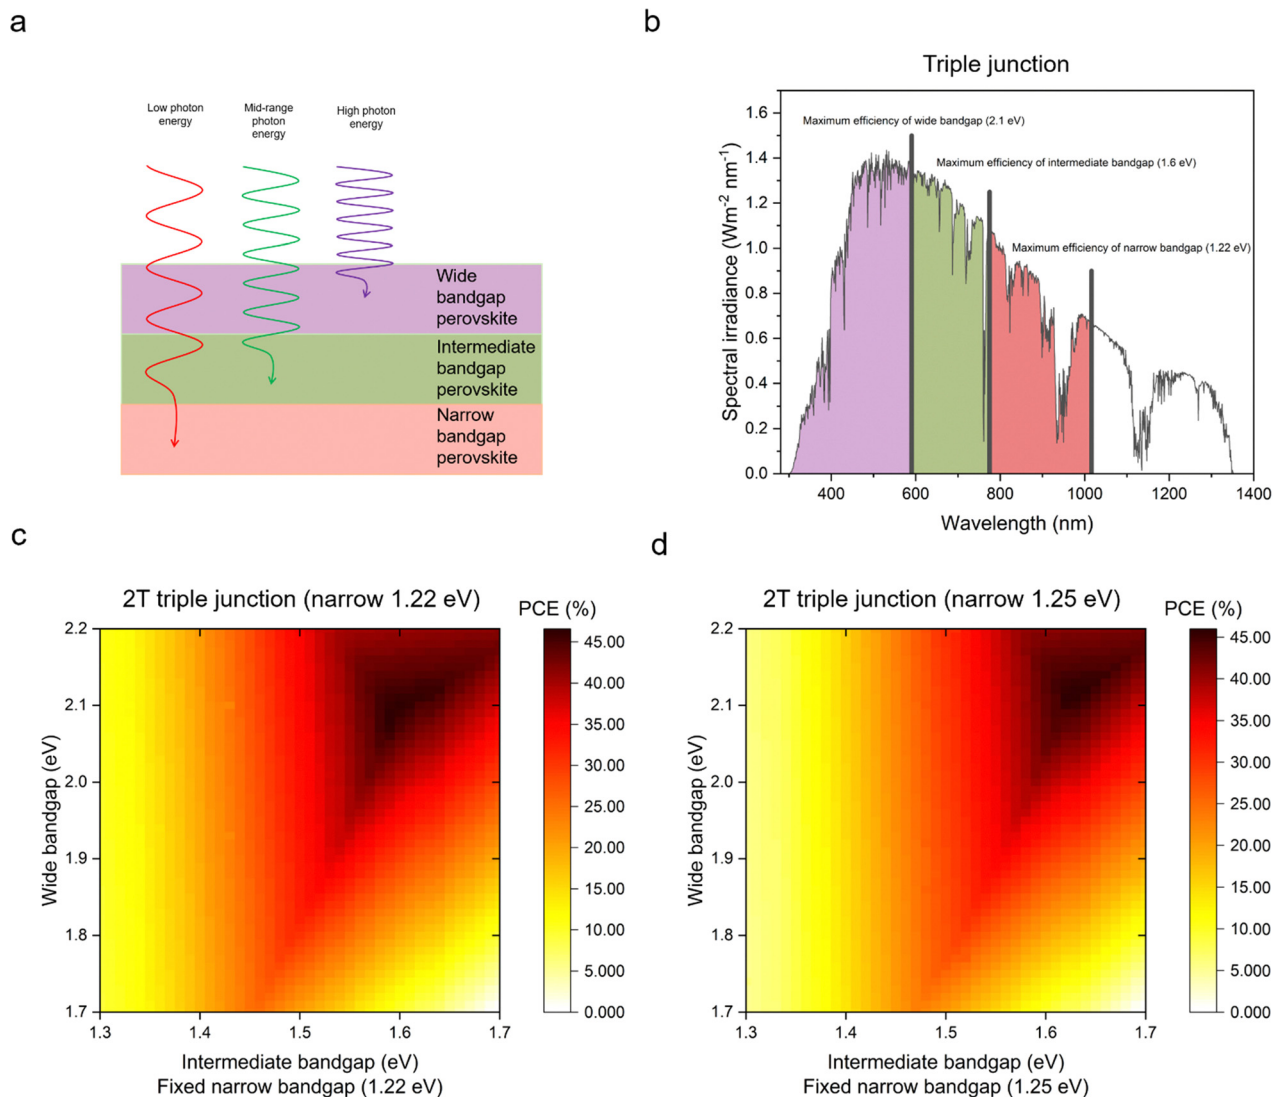 a
Low photon
energy
Mid-range
photon
energy
High photon
energy
Wide
bandgap
perovskite
Intermediate
bandgap
perovskite
Narrow
bandgap
perovskite
b
Triple junction
Maximum efficiency of wide bandgap (2.1 eV)
Maximum efficiency of intermediate bandgap (1.6 eV)
Maximum efficiency of narrow bandgap (1.22 eV)
Spectral irradiance (Wm-2 nm-1)
1.6
1.4
1.2
1.0
0.8
0.6
0.4
0.2
0.0
400 600 800 1000 1200 1400
Wavelength (nm)
c
2T triple junction (narrow 1.22 eV)
PCE (%)
Wide bandgap (eV)
2.2
2.1
2.0
1.9
1.8
1.7
1.3 1.4 1.5 1.6 1.7
Intermediate bandgap (eV)
Fixed narrow bandgap (1.22 eV)
45.00
40.00
35.00
30.00
25.00
20.00
15.00
10.00
5.000
0.000
d
2T triple junction (narrow 1.25 eV)
PCE (%)
Wide bandgap (eV)
2.2
2.1
2.0
1.9
1.8
1.7
1.3 1.4 1.5 1.6 1.7
Intermediate bandgap (eV)
Fixed narrow bandgap (1.25 eV)
45.00
40.00
35.00
30.00
25.00
20.00
15.00
10.00
5.000
0.000